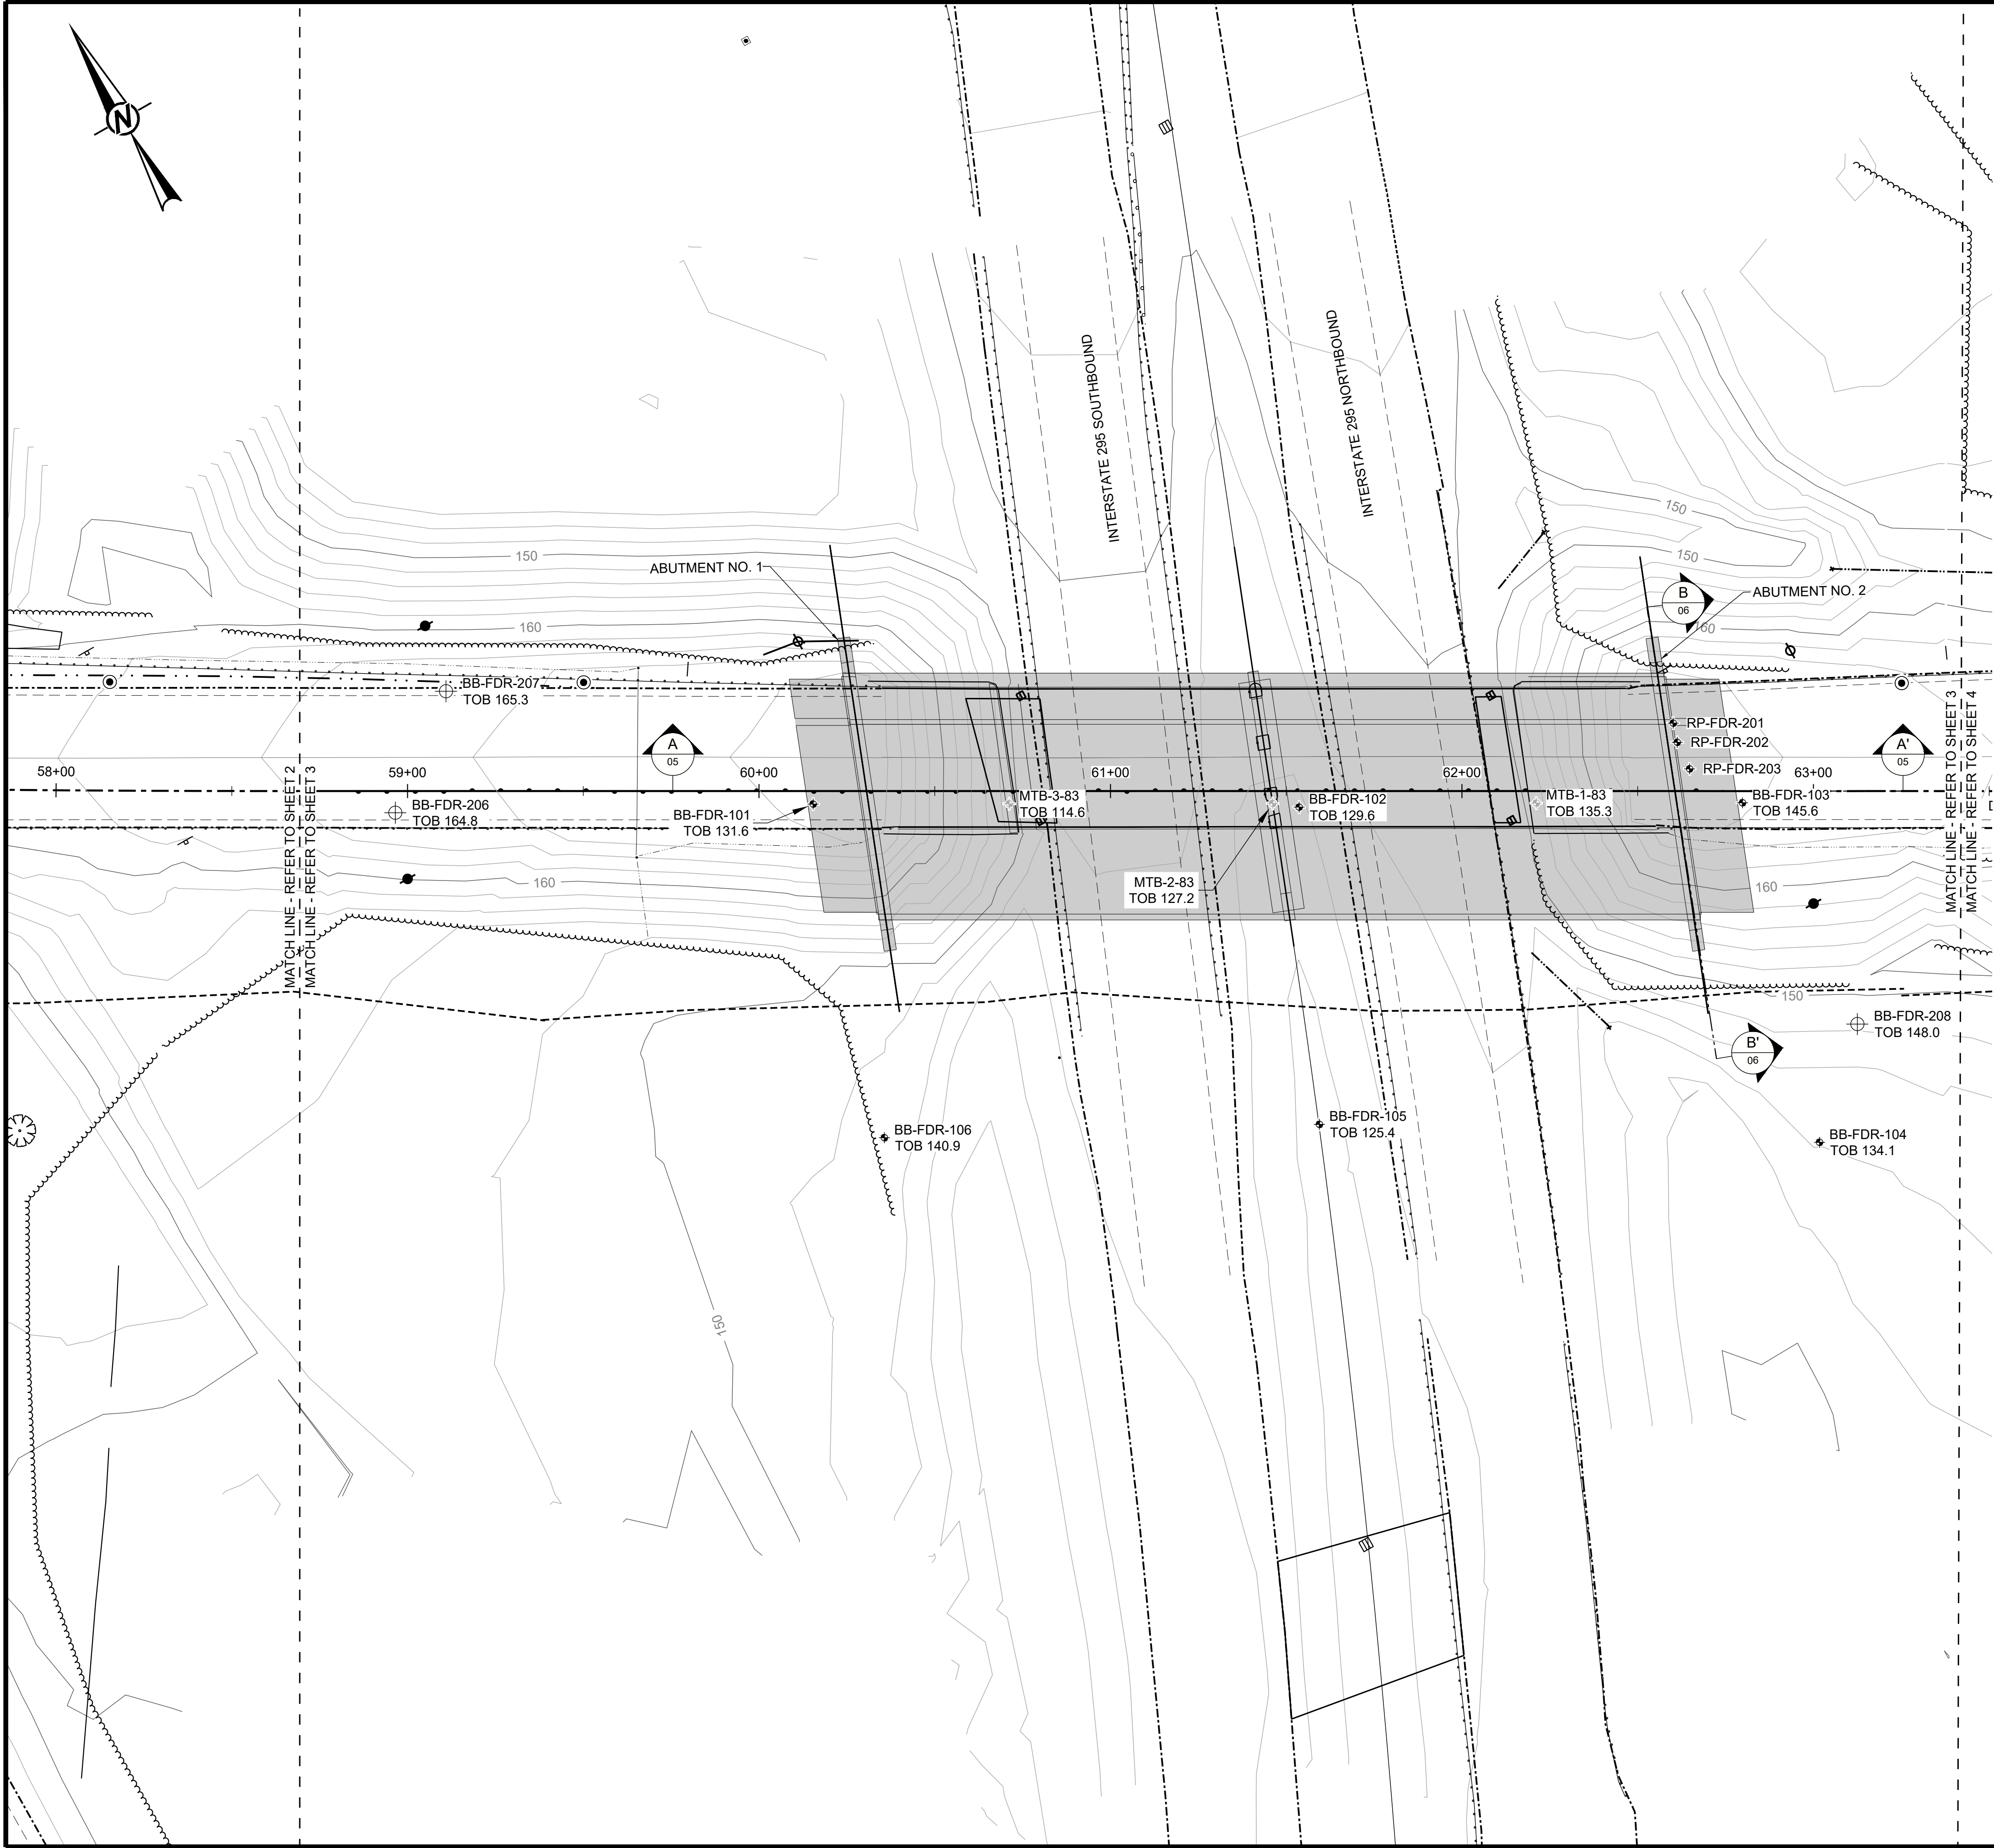 N
INTERSTATE 295 SOUTHBOUND
INTERSTATE 295 NORTHBOUND
150
150
150
ABUTMENT NO. 1
ABUTMENT NO. 2
B
06
160
160
BB-FDR-207
TOB 165.3
RP-FDR-201
RP-FDR-202
RP-FDR-203
A
05
A'
05
58+00
59+00
60+00
61+00
62+00
63+00
BB-FDR-206
TOB 164.8
BB-FDR-101
TOB 131.6
MTB-3-83
TOB 114.6
BB-FDR-102
TOB 129.6
MTB-1-83
TOB 135.3
BB-FDR-103
TOB 145.6
MATCH LINE - REFER TO SHEET 2
MATCH LINE - REFER TO SHEET 3
MATCH LINE - REFER TO SHEET 3
MATCH LINE - REFER TO SHEET 4
160
MTB-2-83
TOB 127.2
160
150
BB-FDR-208
TOB 148.0
B'
06
BB-FDR-106
TOB 140.9
BB-FDR-105
TOB 125.4
BB-FDR-104
TOB 134.1
150